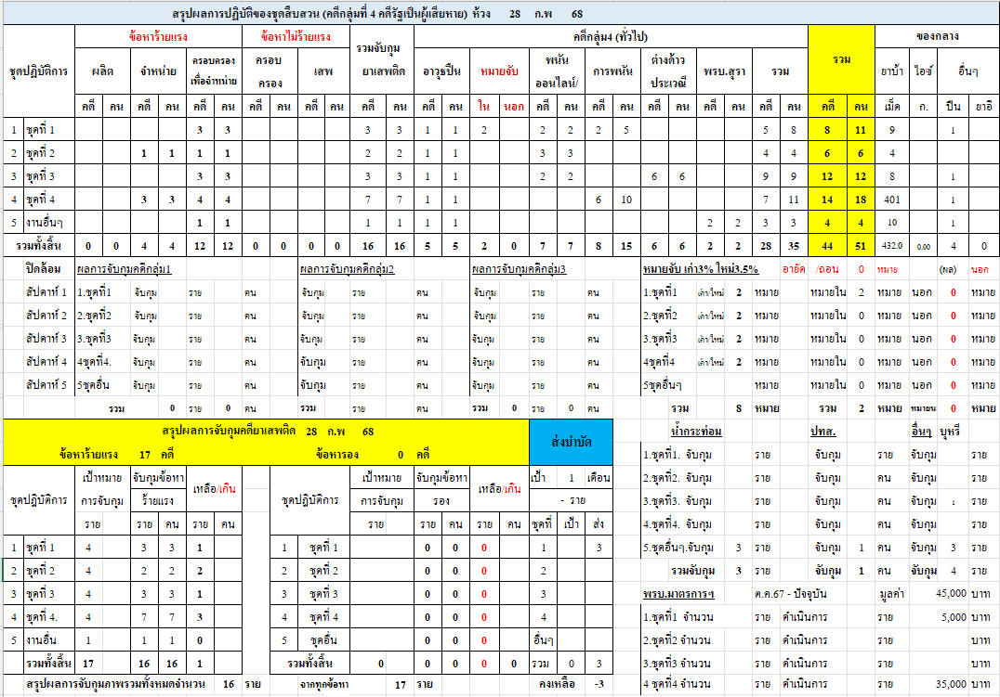 สรุปผลการปฏิบัติของชุดสืบสวน (คดีกลุ่มที่ 4 คดีรัฐเป็นผู้เสียหาย) ห้วง 28 ก.พ 68
ชุดปฏิบัติการ ข้อหาร้ายแรง ข้อหาไม่ร้ายแรง รวมจับกุมยาเสพติด คดีกลุ่ม4 (ทั่วไป) รวม ของกลาง
ผลิต จำหน่าย ครอบครองเพื่อจำหน่าย ครอบครอง เสพ อาวุธปืน หมายจับ พนันออนไลน์/ การพนัน ต่างด้าวประเวณี พรบ.สุรา รวม ยาบ้า ไอซ์ อื่นๆ
คดี คน คดี คน คดี คน คดี คน คดี คน คดี คน คดี คน ใน นอก คดี คน คดี คน คดี คน คดี คน คดี คน คดี คน เม็ด ก. ปืน ยาอี
1 ชุดที่ 1 3 3 3 3 1 1 2 2 2 2 5 5 8 8 11 9 1
2 ชุดที่ 2 1 1 1 1 2 2 1 1 3 3 4 4 6 6 4
3 ชุดที่ 3 3 3 3 3 1 1 2 2 6 6 9 9 12 12 8 1
4 ชุดที่ 4 3 3 4 4 7 7 1 1 6 10 7 11 14 18 401 1
5 งานอื่นๆ 1 1 1 1 1 1 2 2 3 3 4 4 10 1
รวมทั้งสิ้น 0 0 4 4 12 12 0 0 0 0 16 16 5 5 2 0 7 7 8 15 6 6 2 2 28 35 44 51 432.0 0.00 4 0
ปิดล้อม ผลการจับกุมคดีกลุ่ม1 ผลการจับกุมคดีกลุ่ม2 ผลการจับกุมคดีกลุ่ม3 หมายจับ เก่า3% ใหม่3.5% อายัด /ถอน 0 หมาย (ผล) นอก
สัปดาห์ 1 1.ชุดที่1 จับกุม ราย คน จับกุม ราย คน จับกุม ราย คน 1.ชุดที่1 เก่า/ใหม่ 2 หมาย หมายใน 2 หมาย นอก 0 หมาย
สัปดาห์ 2 2.ชุดที่2 จับกุม ราย คน จับกุม ราย คน จับกุม ราย คน 2.ชุดที่2 เก่า/ใหม่ 2 หมาย หมายใน 0 หมาย นอก 0 หมาย
สัปดาห์ 3 3.ชุดที่3 จับกุม ราย คน จับกุม ราย คน จับกุม ราย คน 3.ชุดที่3 เก่า/ใหม่ 2 หมาย หมายใน 0 หมาย นอก 0 หมาย
สัปดาห์ 4 4ชุดที่4. จับกุม ราย คน จับกุม ราย คน จับกุม ราย คน 4ชุดที่4 เก่า/ใหม่ 2 หมาย หมายใน 0 หมาย นอก 0 หมาย
สัปดาห์ 5 5ชุดอื่น จับกุม ราย คน จับกุม ราย คน จับกุม ราย คน 5ชุดอื่นๆ หมาย หมายใน 0 หมาย นอก 0 หมาย
รวม 0 ราย 0 คน รวม ราย คน รวม 0 ราย 0 คน รวม 8 หมาย รวม 2 หมาย 0 หมาย
สรุปผลการจับกุมคดียาเสพติด 28 ก.พ 68 ส่งบำบัด น้ำกระท่อม ปทส. อื่นๆ บุหรี่
ข้อหาร้ายแรง 17 คดี ข้อหารอง 0 คดี 1.ชุดที่1. จับกุม ราย จับกุม ราย จับกุม ราย
ชุดปฏิบัติการ เป้าหมายการจับกุม จับกุมข้อหาร้ายแรง เหลือ/เกิน ชุดปฏิบัติการ เป้าหมายการจับกุม จับกุมข้อหารอง เหลือ/เกิน เป้า 1 เดือน 2.ชุดที่2. จับกุม ราย จับกุม คน จับกุม ราย
- ราย 3.ชุดที่3. จับกุม ราย จับกุม คน จับกุม 1 ราย
ราย ราย คน ราย คน ราย ราย คน ราย คน ชุดที่ เป้า ส่ง 4.ชุดที่4. จับกุม ราย จับกุม คน จับกุม ราย
1 ชุดที่ 1 4 3 3 1 1 ชุดที่ 1 0 0 0 1 3 5.ชุดอื่นๆ.จับกุม 3 ราย จับกุม 1 คน จับกุม 3 ราย
2 ชุดที่ 2 4 2 2 2 2 ชุดที่ 2 0 0 0 2 รวมจับกุม 3 ราย จับกุม 1 คน จับกุม 4 ราย
3 ชุดที่ 3 4 3 3 1 3 ชุดที่ 3 0 0 0 3 พรบ.มาตรการฯ ต.ค.67 - ปัจจุบัน มูลค่า 45,000 บาท
4 ชุดที่ 4. 4 7 7 3 4 ชุดที่ 4 0 0 0 4 1.ชุดที่1 จำนวน ราย ดำเนินการ ราย 5,000 บาท
5 งานอื่น 1 1 1 0 5 ชุดอื่น 0 0 0 อื่นๆ 2.ชุดที่2 จำนวน ราย ดำเนินการ ราย บาท
รวมทั้งสิ้น 17 16 16 1 รวมทั้งสิ้น 0 0 0 0 0 รวม 0 3 3.ชุดที่3 จำนวน ราย ดำเนินการ ราย บาท
สรุปผลการจับกุมภาพรวมทั้งหมดจำนวน 16 ราย จากทุกข้อหา 17 ราย คงเหลือ -3 4 ชุดที่4 จำนวน ราย ดำเนินการ ราย 35,000 บาท